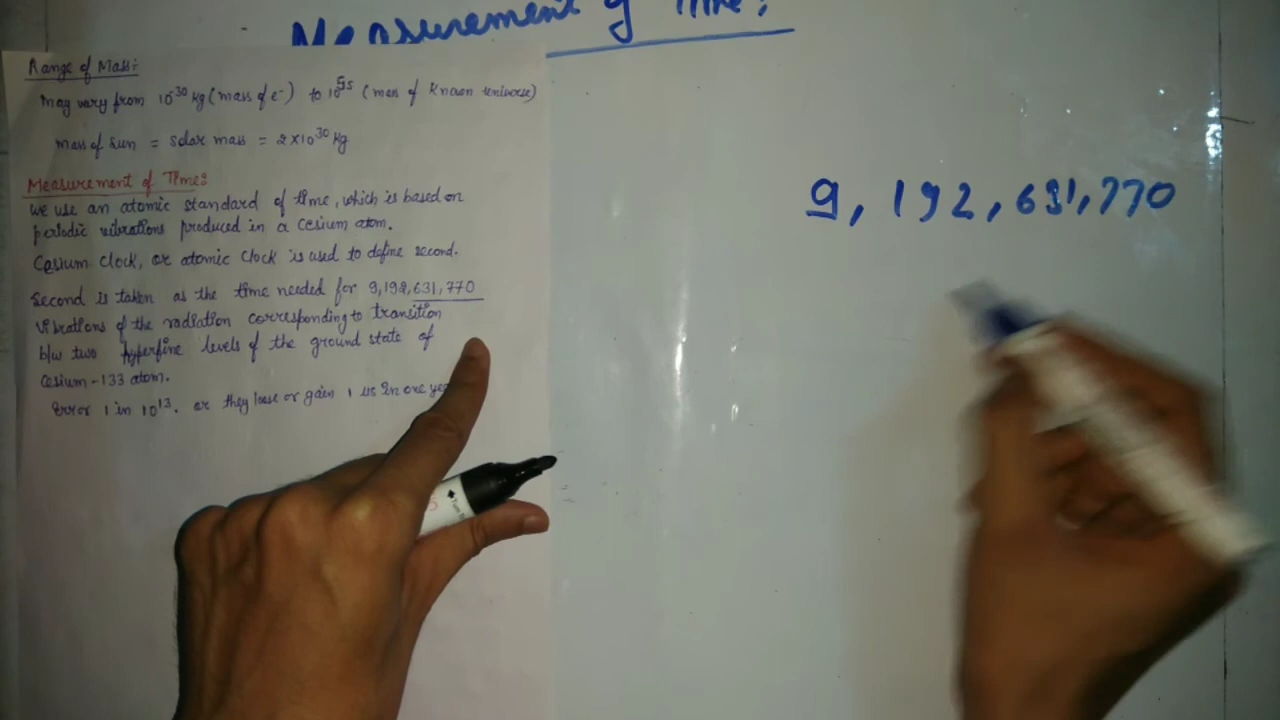 Measurement of Time:
Range of Mass:
May vary from 10⁻³⁰ kg (mass of e⁻) to 10⁵⁵ (mass of Known Universe)
Mass of Sun = Solar mass = 2×10³⁰ kg
Measurement of Time:
We use an atomic standard of time, which is based on
periodic vibrations produced in a Cesium atom.
Cesium Clock, or atomic Clock is used to define second.
Second is taken as the time needed for 9,192,631,770
vibrations of the radiation corresponding to transition
b/w two hyperfine levels of the ground state of
Cesium-133 atom.
Error 1 in 10¹³. or they lose or gain 1 us in one
9, 192, 631, 770